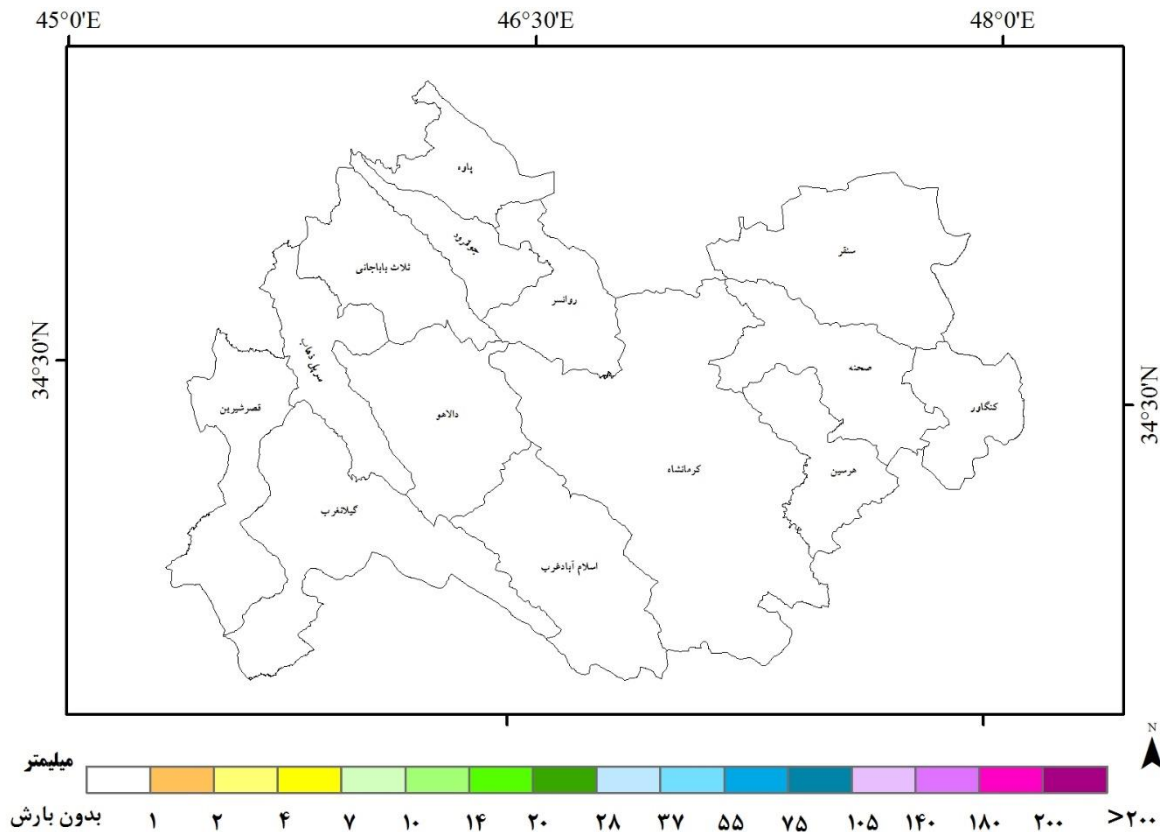 45°0'E 46°30'E 48°0'E
پاوه
سنقر
جوانرود
ثلاث باباجانی
روانسر
34°30'N
سرپل ذهاب
صحنه
34°30'N
قصرشیرین
دالاهو
کنگاور
کرمانشاه
هرسین
گیلانغرب
اسلام آبادغرب
N
میلیمتر
بدون بارش ۱ ۲ ۴ ۷ ۱۰ ۱۴ ۲۰ ۲۸ ۳۷ ۵۵ ۷۵ ۱۰۵ ۱۴۰ ۱۸۰ ۲۰۰ >۲۰۰